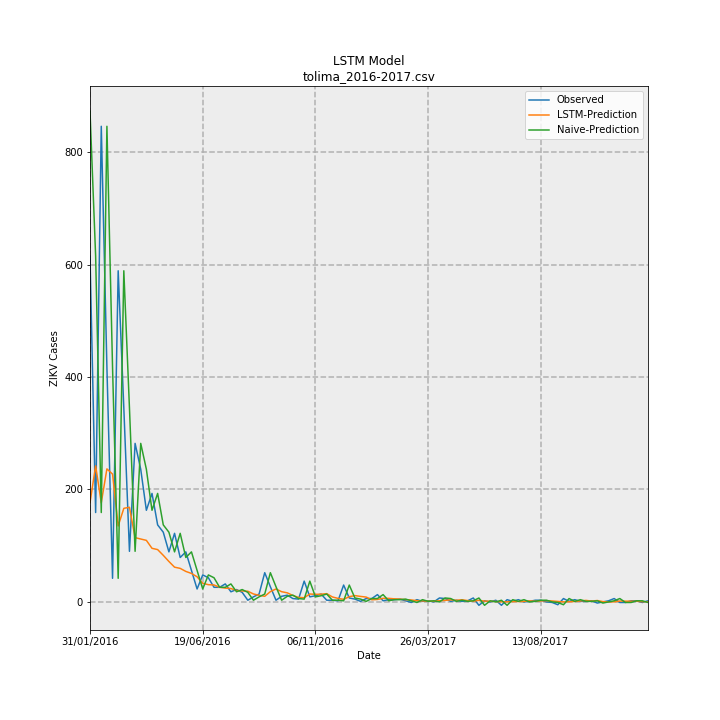 LSTM Model
tolima_2016-2017.csv
Observed
LSTM-Prediction
Naive-Prediction
800
600
400
200
0
ZIKV Cases
31/01/2016
19/06/2016
06/11/2016
26/03/2017
13/08/2017
Date